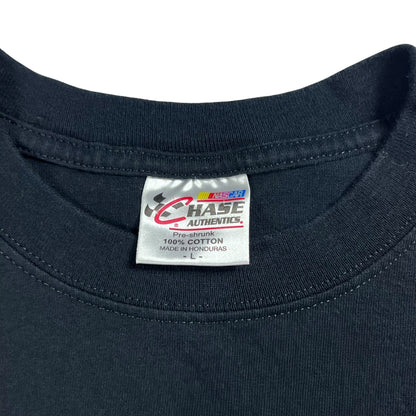 NASCAR
CHASE
AUTHENTICS.
Pre-shrunk
100% COTTON
MADE IN HONDURAS
- L -